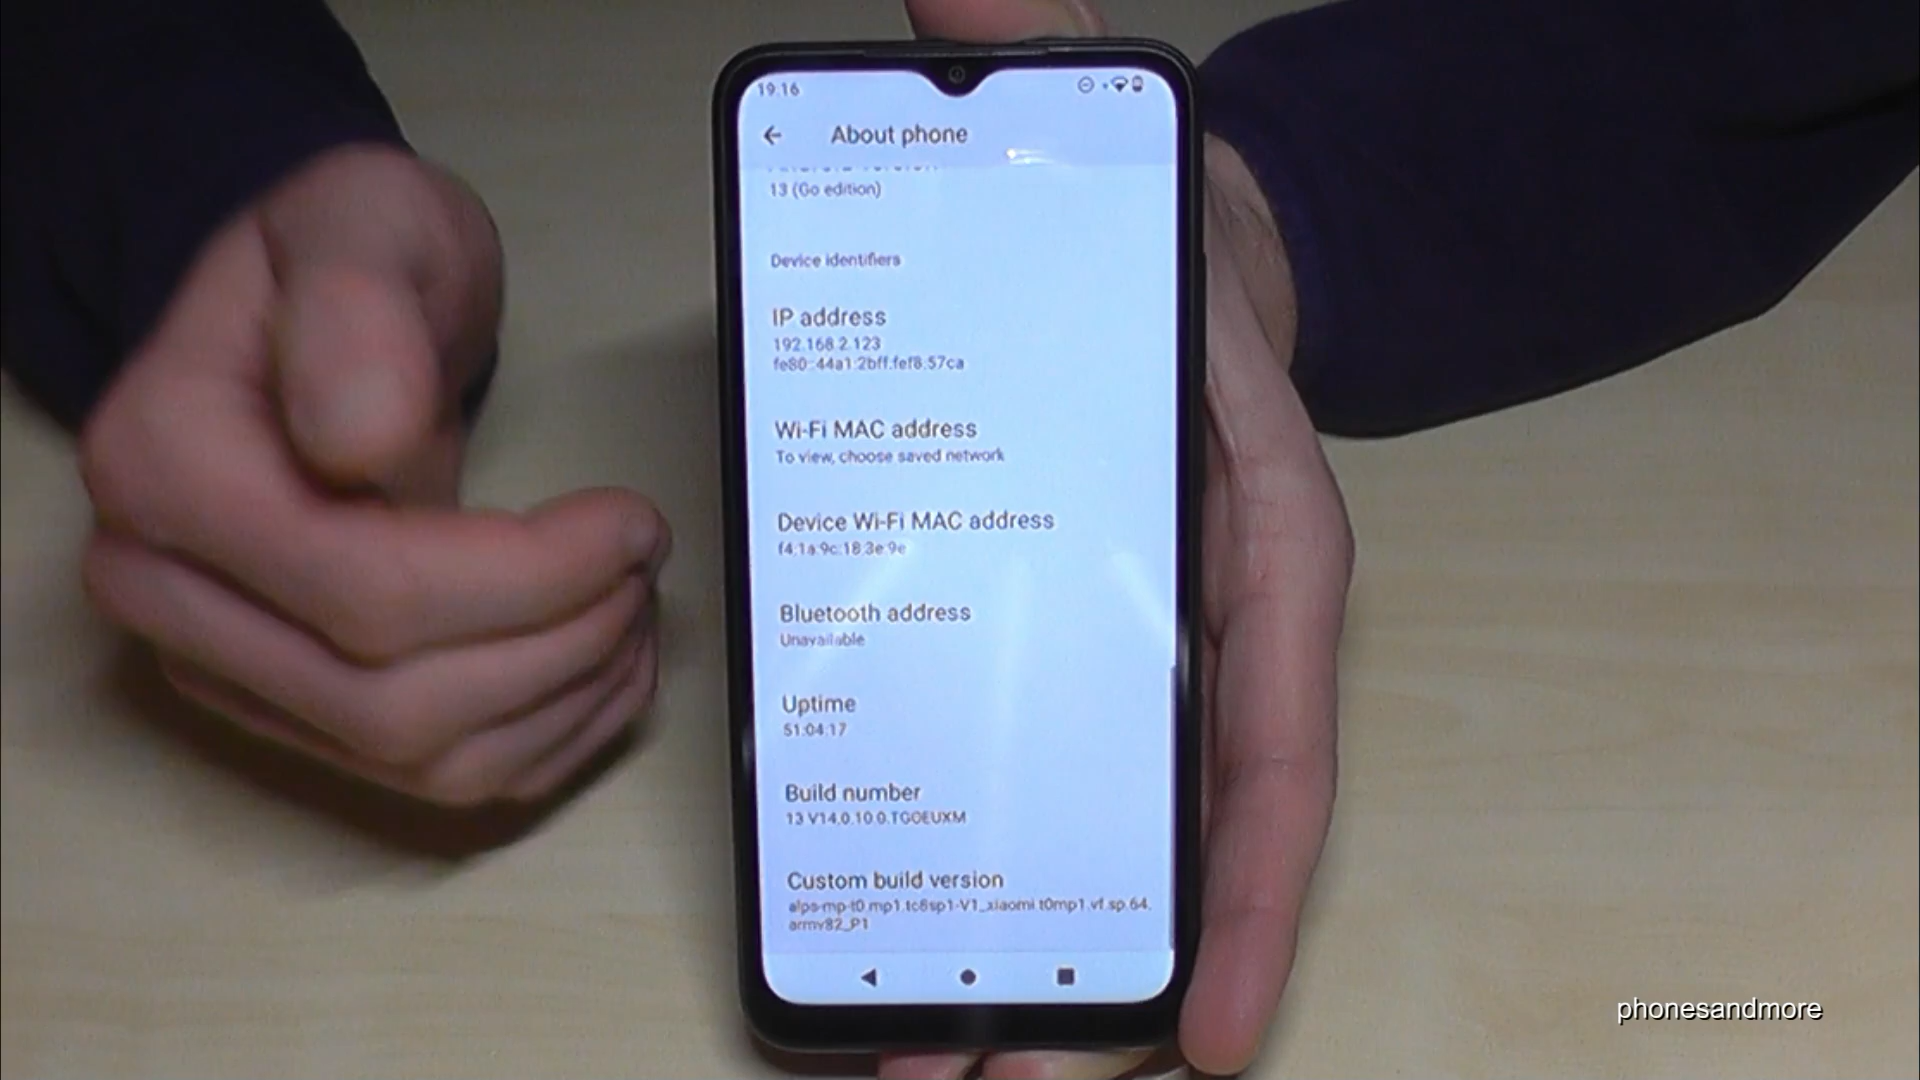 19:16
About phone
13 (Go edition)
Device identifiers
IP address
192.168.2.123
fe80::44a1:2bff:fef8:57ca
Wi-Fi MAC address
To view, choose saved network
Device Wi-Fi MAC address
f4:1a:9c:18:3e:9e
Bluetooth address
Unavailable
Uptime
51:04:17
Build number
13 V14.0.10.0.TGOEUXM
Custom build version
alps-mp-t0.mp1.tc8sp1-V1_xiaomi.t0mp1.vf.sp.64.
armv82_P1
phonesandmore